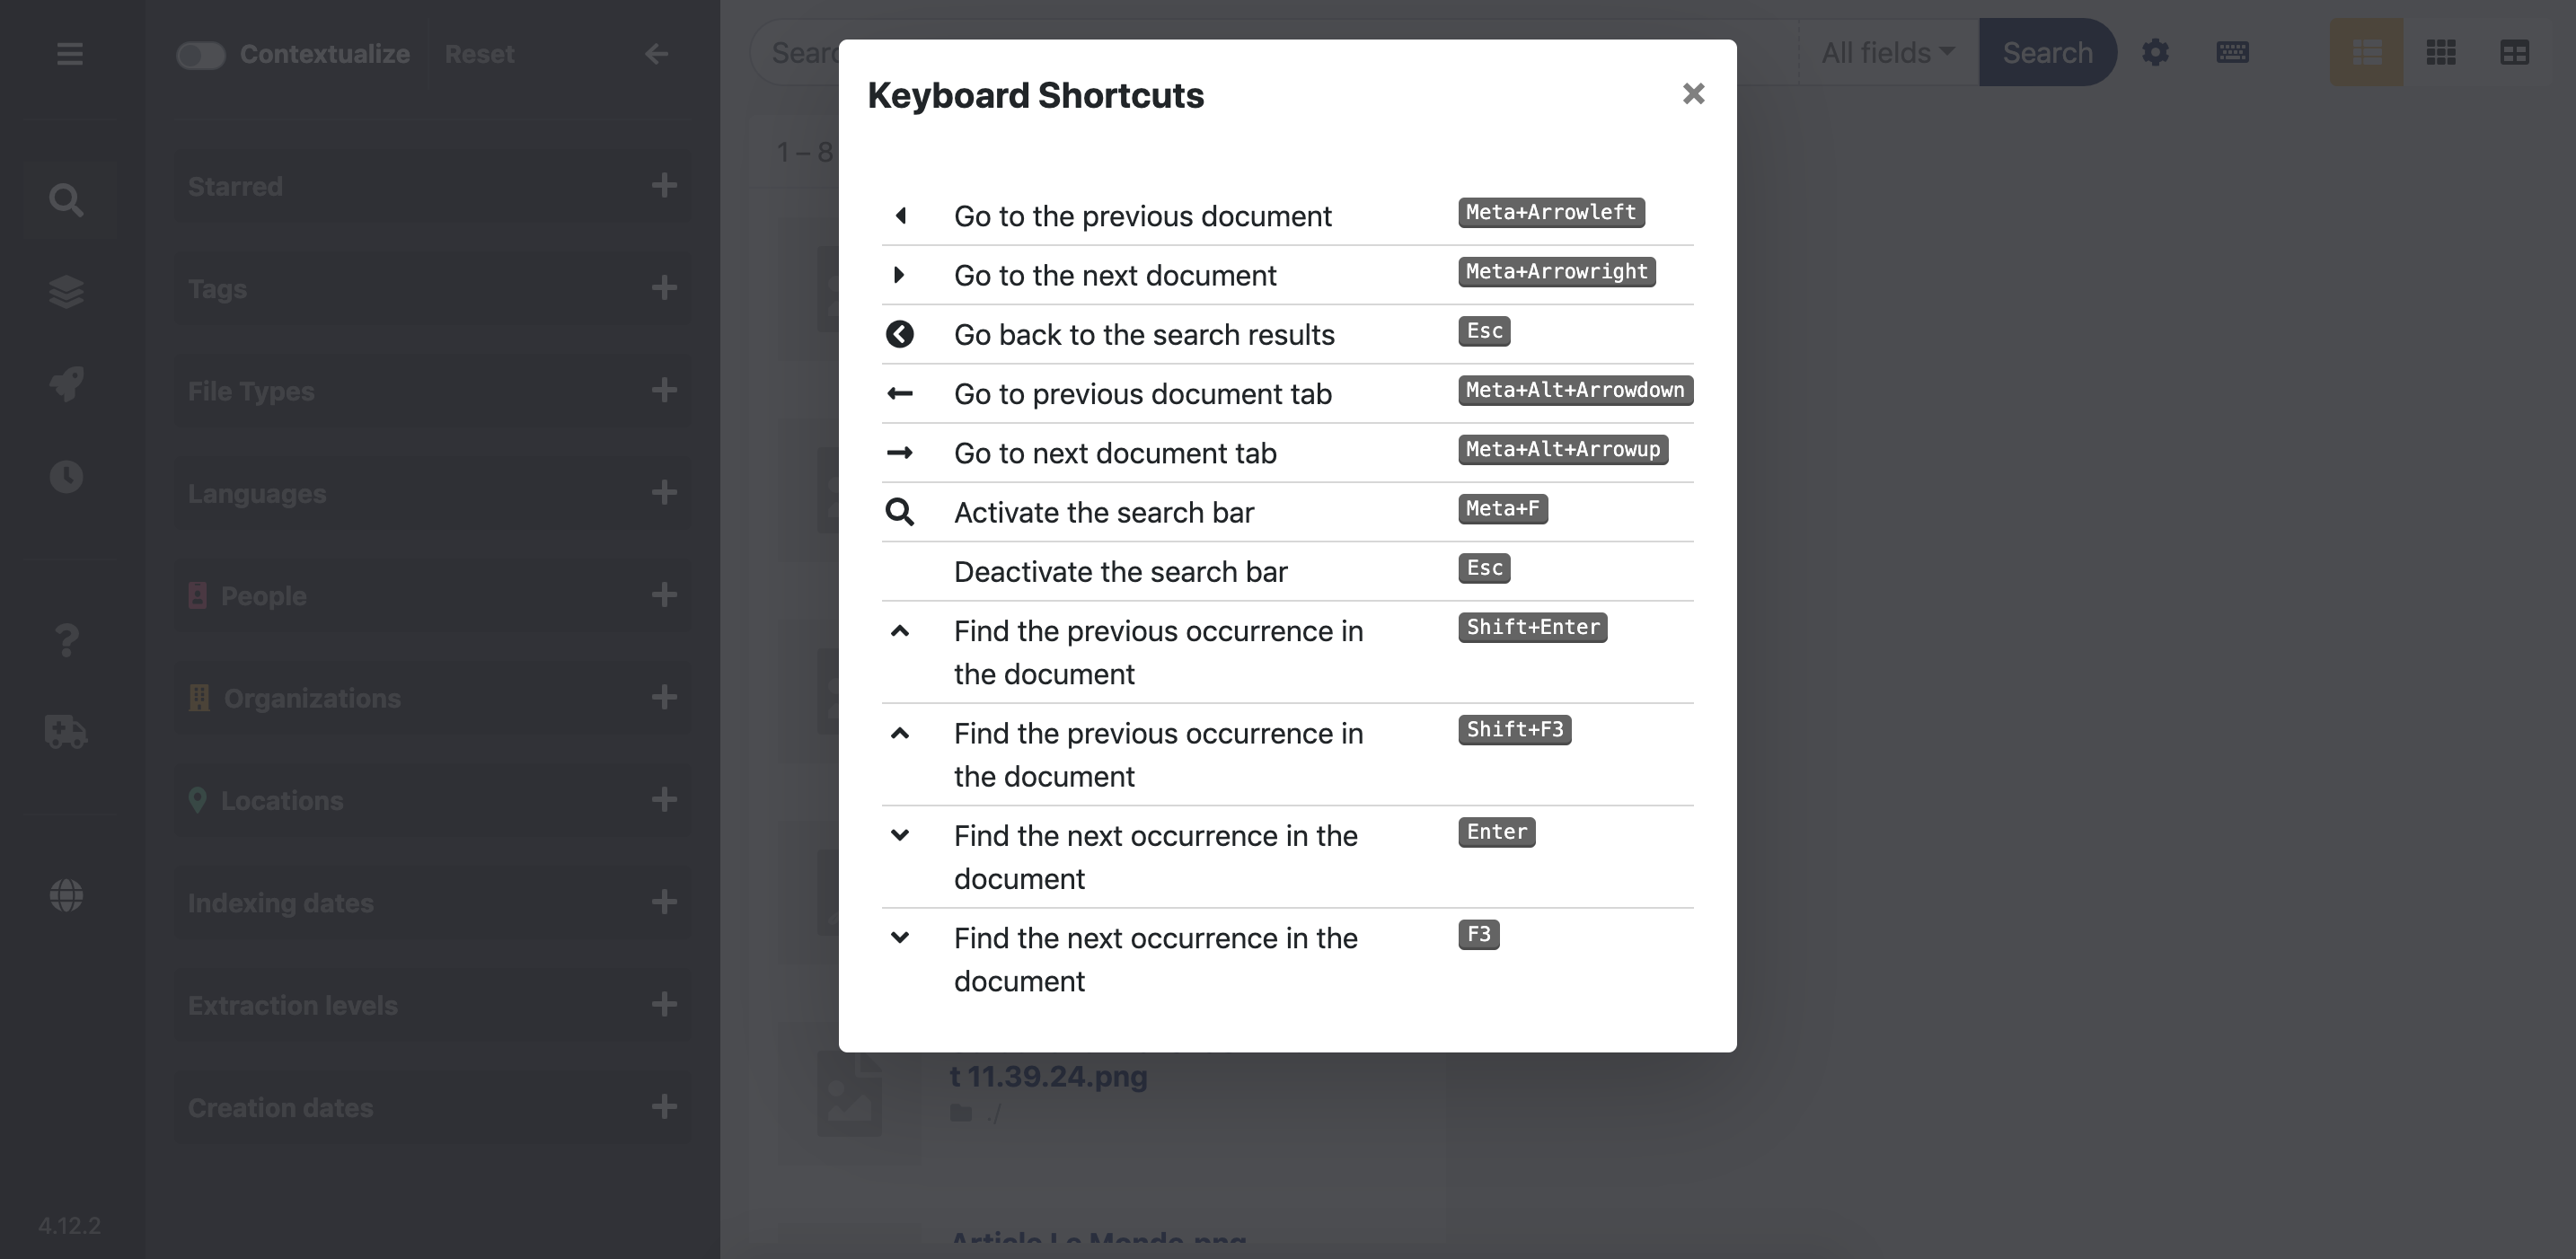 Contextualize
Reset
Starred
Tags
File Types
Languages
People
Organizations
Locations
Indexing dates
Extraction levels
Creation dates
4.12.2
All fields
Search
1 – 8
Keyboard Shortcuts
Go to the previous document Meta+Arrowleft
Go to the next document Meta+Arrowright
Go back to the search results Esc
Go to previous document tab Meta+Alt+Arrowdown
Go to next document tab Meta+Alt+Arrowup
Activate the search bar Meta+F
Deactivate the search bar Esc
Find the previous occurrence in Shift+Enter
the document
Find the previous occurrence in Shift+F3
the document
Find the next occurrence in the Enter
document
Find the next occurrence in the F3
document
t 11.39.24.png
./
Article Le Monde.png